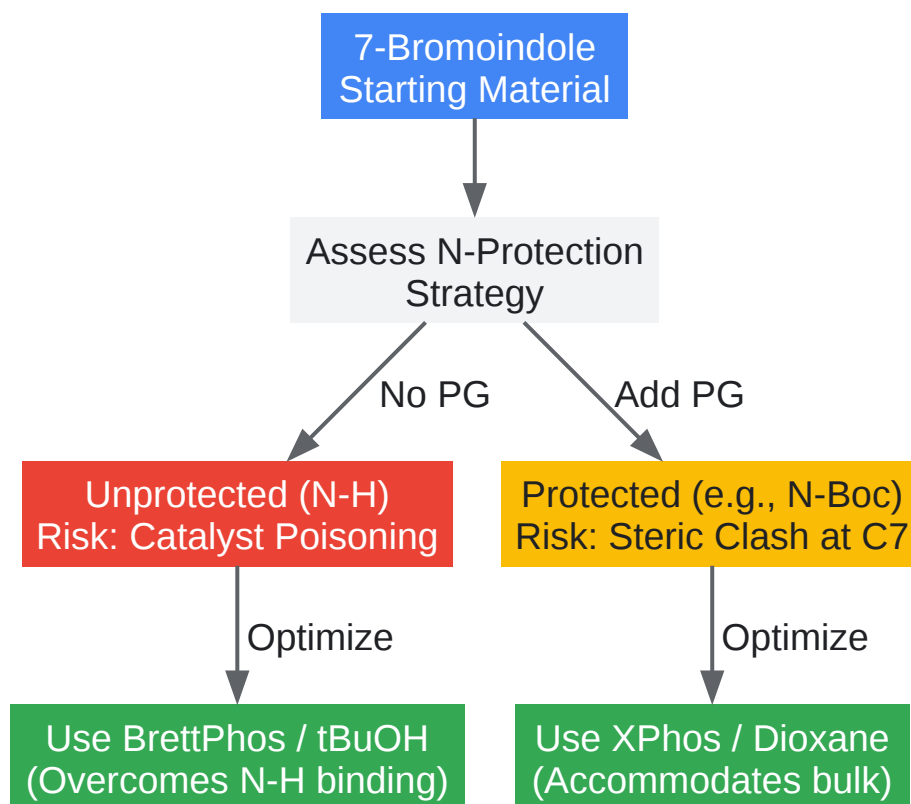 7-Bromoindole
Starting Material
Assess N-Protection
Strategy
No PG
Add PG
Unprotected (N-H)
Risk: Catalyst Poisoning
Protected (e.g., N-Boc)
Risk: Steric Clash at C7
Optimize
Optimize
Use BrettPhos / tBuOH
(Overcomes N-H binding)
Use XPhos / Dioxane
(Accommodates bulk)